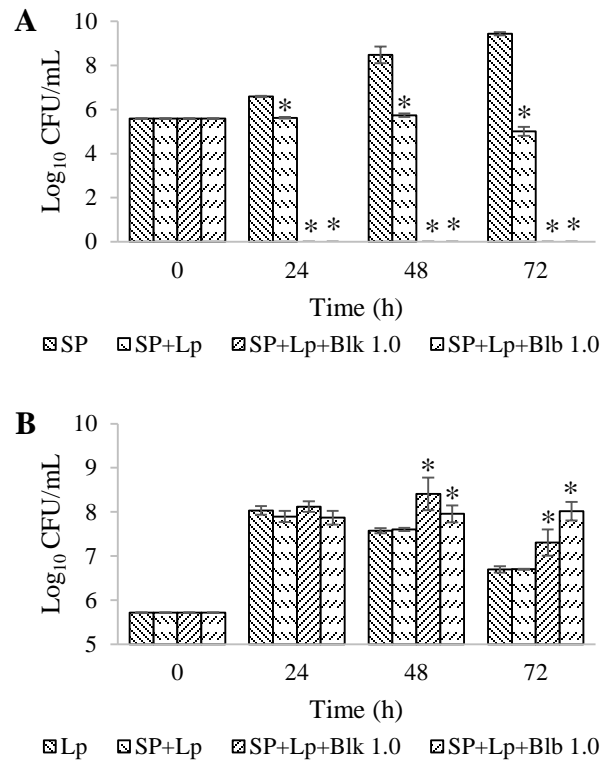 A
10
8
6
4
2
0
Log₁₀ CFU/mL
* * * * * * * * *
0 24 48 72
Time (h)
SP SP+Lp SP+Lp+Blk 1.0 SP+Lp+Blb 1.0
B
10
9
8
7
6
5
Log₁₀ CFU/mL
* * * *
0 24 48 72
Time (h)
Lp SP+Lp SP+Lp+Blk 1.0 SP+Lp+Blb 1.0